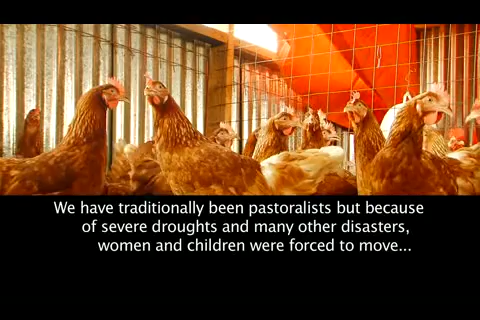 We have traditionally been pastoralists but because
of severe droughts and many other disasters,
women and children were forced to move...